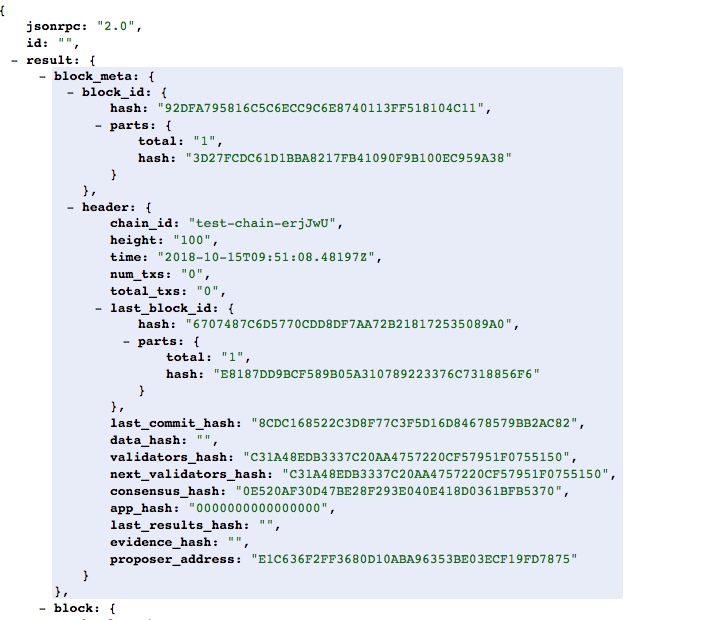 {
jsonrpc: "2.0",
id: "",
- result: {
- block_meta: {
- block_id: {
hash: "92DFA795816C5C6ECC9C6E8740113FF518104C11",
- parts: {
total: "1",
hash: "3D27FCDC61D1BBA8217FB41090F9B100EC959A38"
}
},
- header: {
chain_id: "test-chain-erjJwU",
height: "100",
time: "2018-10-15T09:51:08.48197Z",
num_txs: "0",
total_txs: "0",
- last_block_id: {
hash: "6707487C6D5770CDD8DF7AA72B218172535089A0",
- parts: {
total: "1",
hash: "E8187DD9BCF589B05A310789223376C7318856F6"
}
},
last_commit_hash: "8CDC168522C3D8F77C3F5D16D84678579BB2AC82",
data_hash: "",
validators_hash: "C31A48EDB3337C20AA4757220CF57951F0755150",
next_validators_hash: "C31A48EDB3337C20AA4757220CF57951F0755150",
consensus_hash: "0E520AF30D47BE28F293E040E418D0361BFB5370",
app_hash: "0000000000000000",
last_results_hash: "",
evidence_hash: "",
proposer_address: "E1C636F2FF3680D10ABA96353BE03ECF19FD7875"
}
},
- block: {